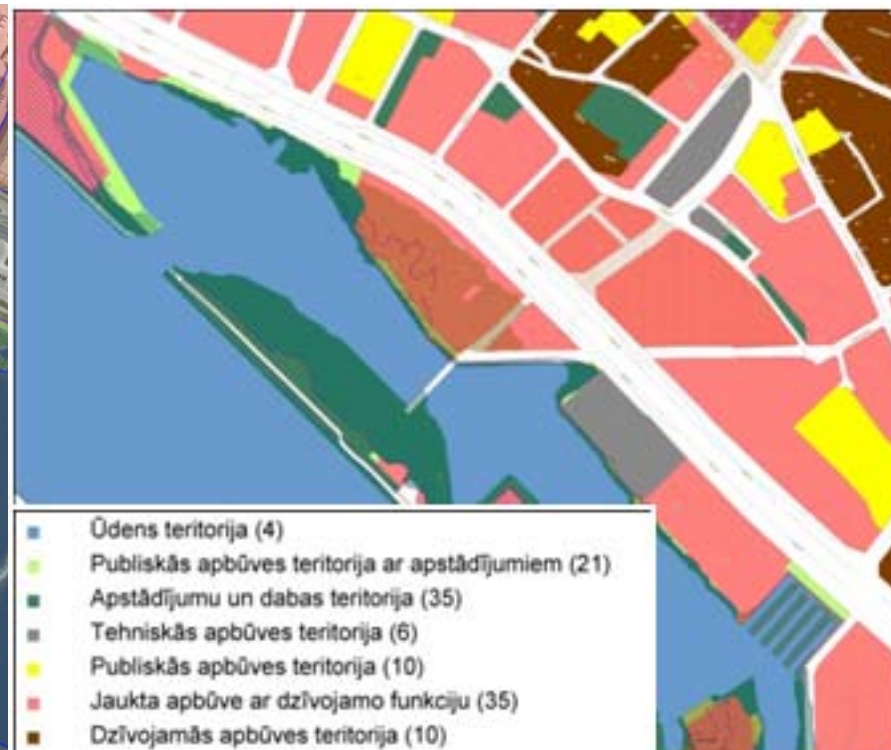 Ūdens teritorija (4)
Publiskās apbūves teritorija ar apstādījumiem (21)
Apstādījumu un dabas teritorija (35)
Tehniskās apbūves teritorija (6)
Publiskās apbūves teritorija (10)
Jaukta apbūve ar dzīvojamo funkciju (35)
Dzīvojamās apbūves teritorija (10)